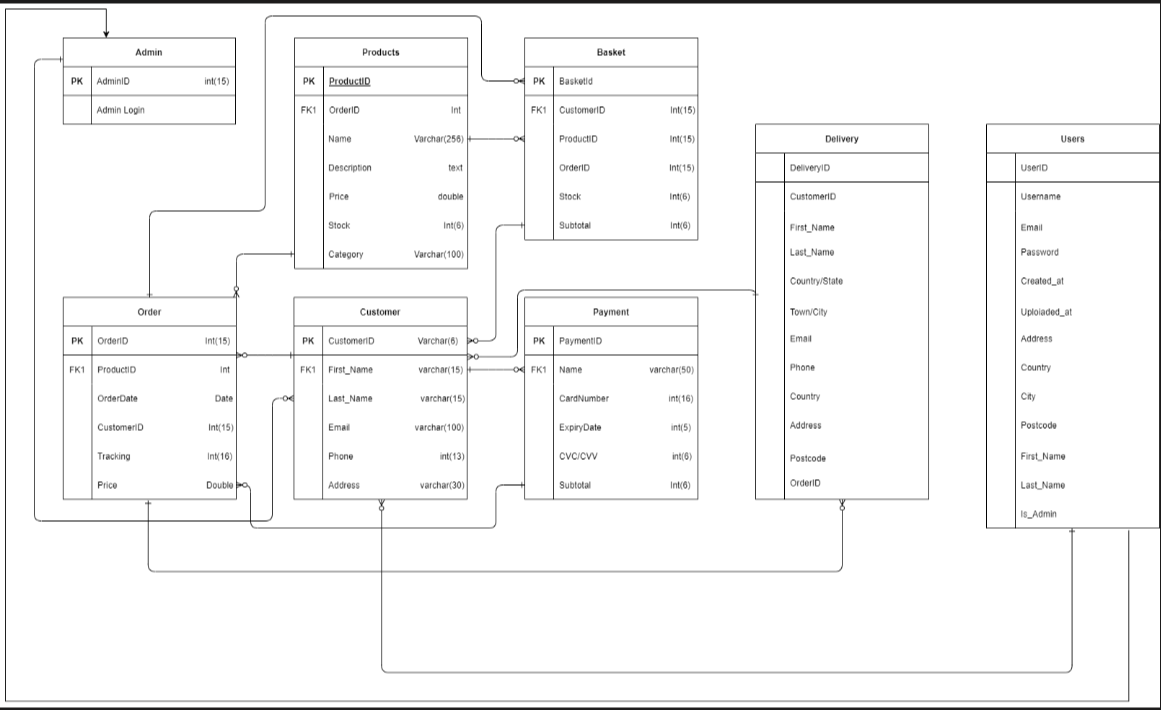 Admin
PK AdminID int(15)
Admin Login
Products
PK ProductID
FK1 OrderID Int
Name Varchar(256)
Description text
Price double
Stock Int(6)
Category Varchar(100)
Basket
PK BasketId
FK1 CustomerID Int(15)
ProductID Int(15)
OrderID Int(15)
Stock Int(6)
Subtotal Int(6)
Delivery
DeliveryID
CustomerID
First_Name
Last_Name
Country/State
Town/City
Email
Phone
Country
Address
Postcode
OrderID
Users
UserID
Username
Email
Password
Created_at
Uploiaded_at
Address
Country
City
Postcode
First_Name
Last_Name
Is_Admin
Order
PK OrderID Int(15)
FK1 ProductID Int
OrderDate Date
CustomerID Int(15)
Tracking Int(16)
Price Double
Customer
PK CustomerID Varchar(6)
FK1 First_Name varchar(15)
Last_Name varchar(15)
Email varchar(100)
Phone int(13)
Address varchar(30)
Payment
PK PaymentID
FK1 Name varchar(50)
CardNumber int(16)
ExpiryDate int(5)
CVC/CVV int(6)
Subtotal Int(6)